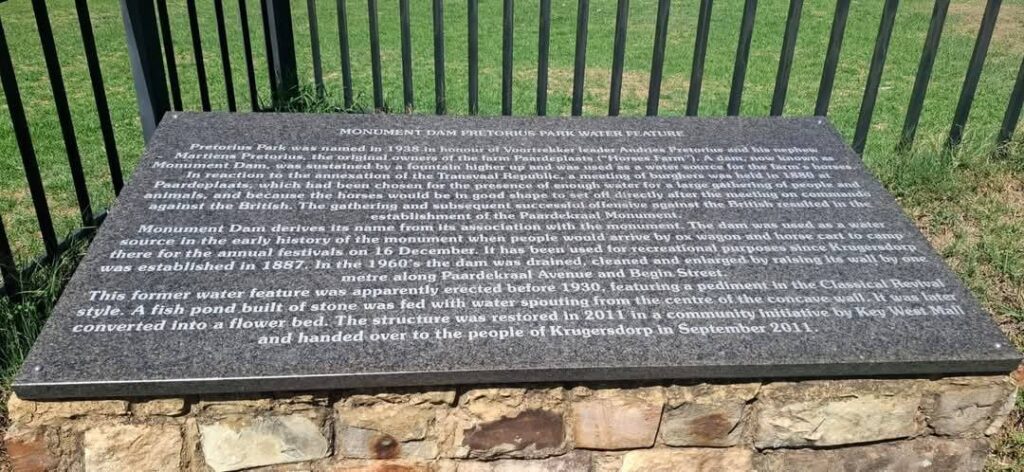 MONUMENT DAM PRETORIUS PARK WATER FEATURE
Pretorius Park was named in 1938 in honour of Voortrekker leader Andries Pretorius and his nephew
Martiens Pretorius, the original owners of the farm Paardeplaats ("Horses Farm"). A dam, now known as
Monument Dam, was sustained by a fountain higher up and was used as a water source for the farm's horses.
In reaction to the annexation of the Transvaal Republic, a meeting of burghers was held in 1880 at
Paardeplaats, which had been chosen for the presence of enough water by a large gathering of people and
animals, and because the horses would be in good shape to set off directly after the meeting on commando
against the British. The gathering and subsequent successful offensive against the British resulted in the
establishment of the Paardekraal Monument.
Monument Dam derives its name from its association with the monument. The dam was used as a water
source in the early history of the monument when people would arrive by ox wagon and horse cart to camp
there for the annual festivals on 16 December. It has been used for recreational purposes since Krugersdorp
was established in 1887. In the 1960's the dam was drained, cleared and enlarged by raising its wall by one
metre along Paardekraal Avenue and Begin Street.
This former water feature was apparently erected before 1930, featuring a pediment in the Classical Revival
style. A fish pond built of stone was fed with water spouting from the centre of the concave wall. It was later
converted into a flower bed. The structure was restored in 2011 in a community initiative by Key West Mall
and handed over to the people of Krugersdorp in September 2011.